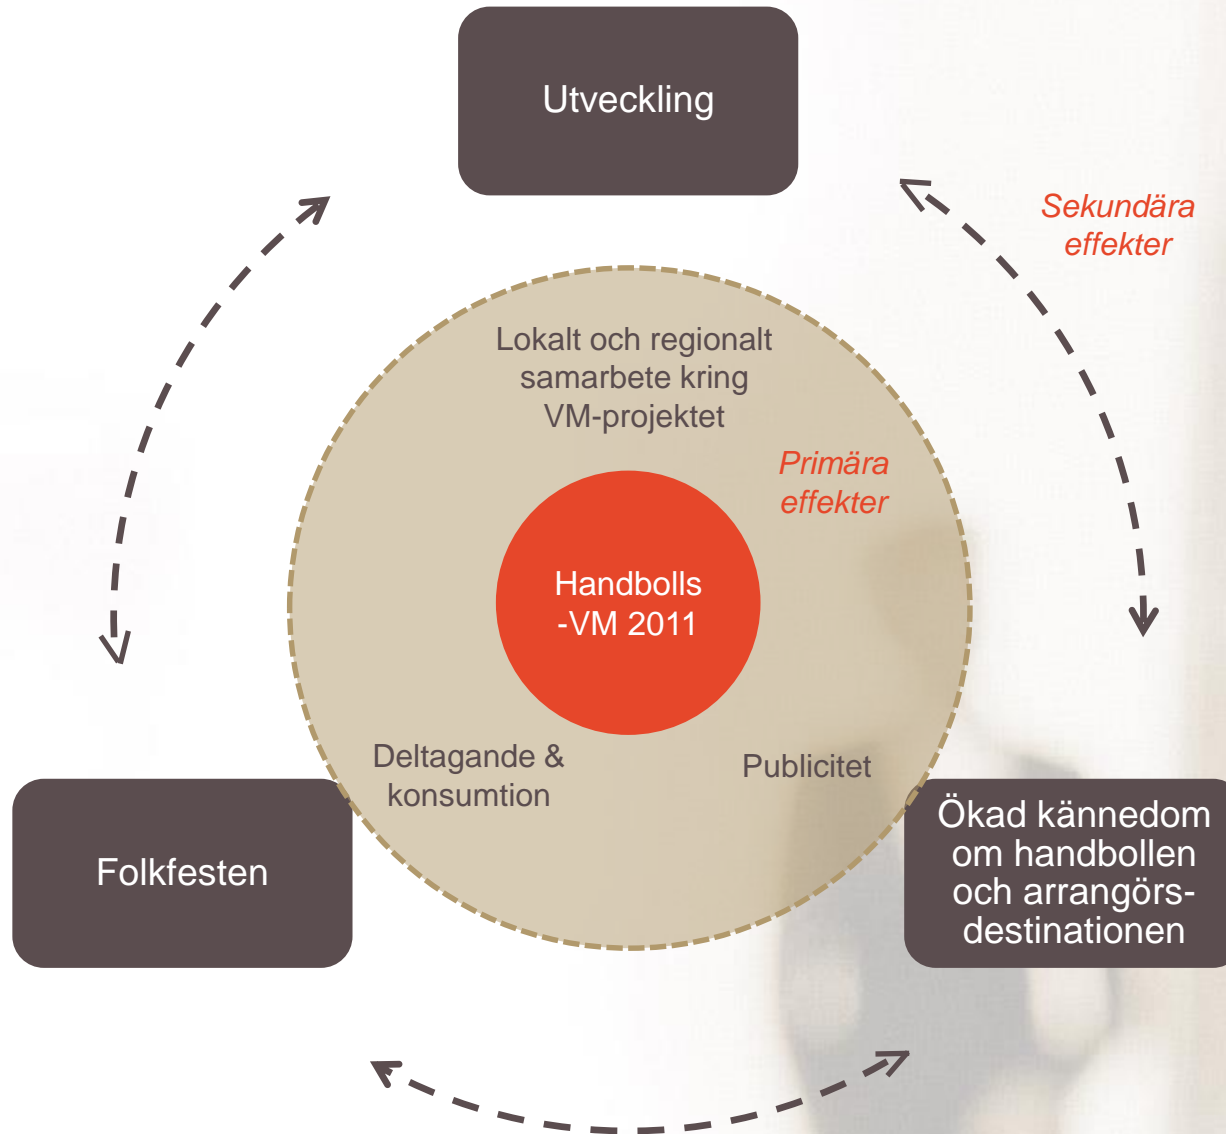 Utveckling
Sekundära
effekter
Lokalt och regionalt
samarbete kring
VM-projektet
Primära
effekter
Handbolls
-VM 2011
Deltagande &
konsumtion
Publicitet
Folkfesten
Ökad kännedom
om handbollen
och arrangörs-
destinationen